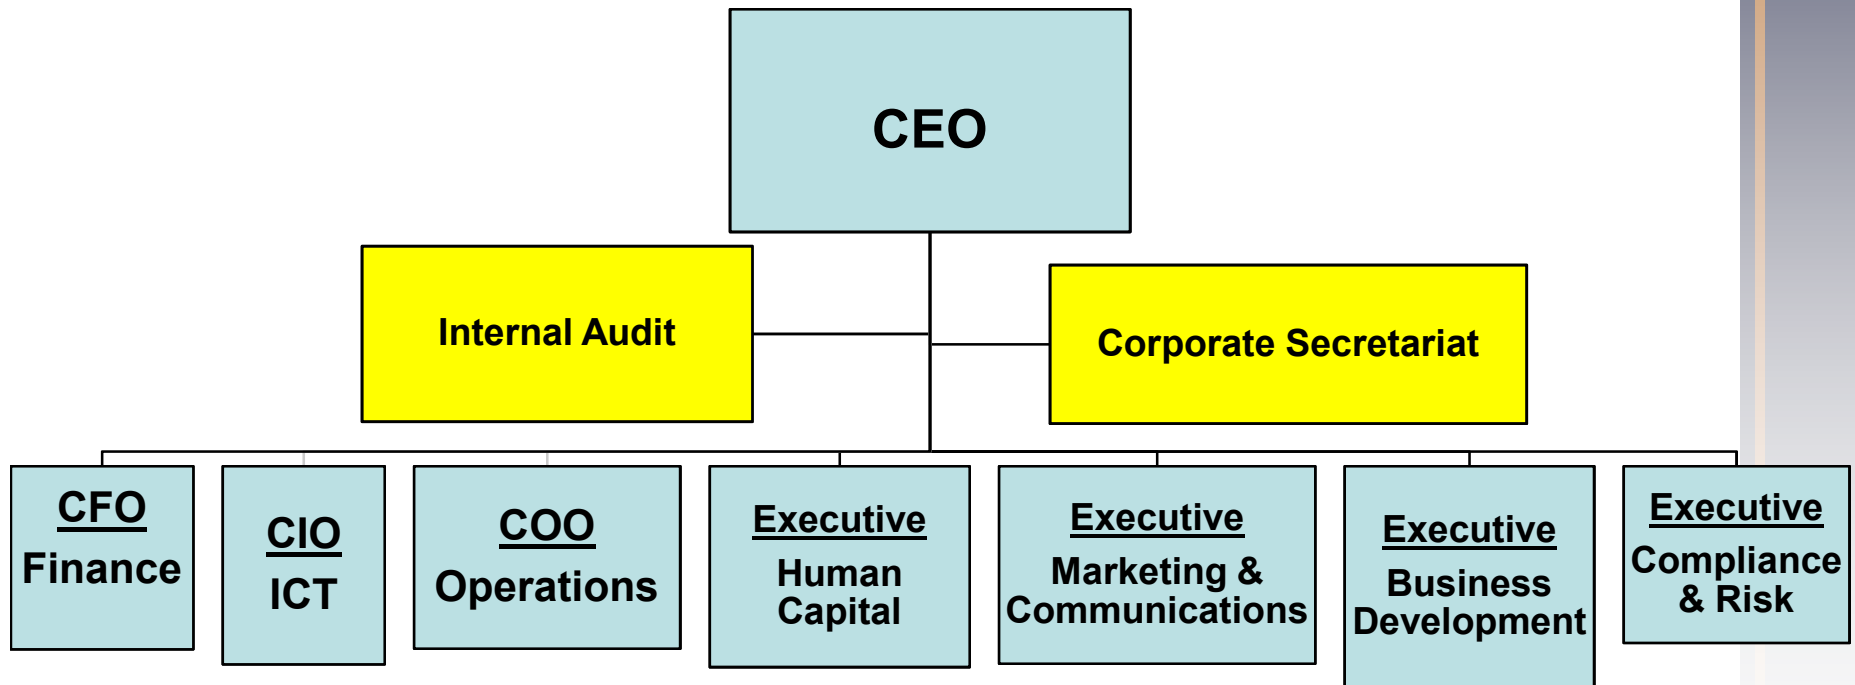 CEO
Internal Audit
Corporate Secretariat
CFO
Finance
CIO
ICT
COO
Operations
Executive
Human
Capital
Executive
Marketing &
Communications
Executive
Business
Development
Executive
Compliance
& Risk